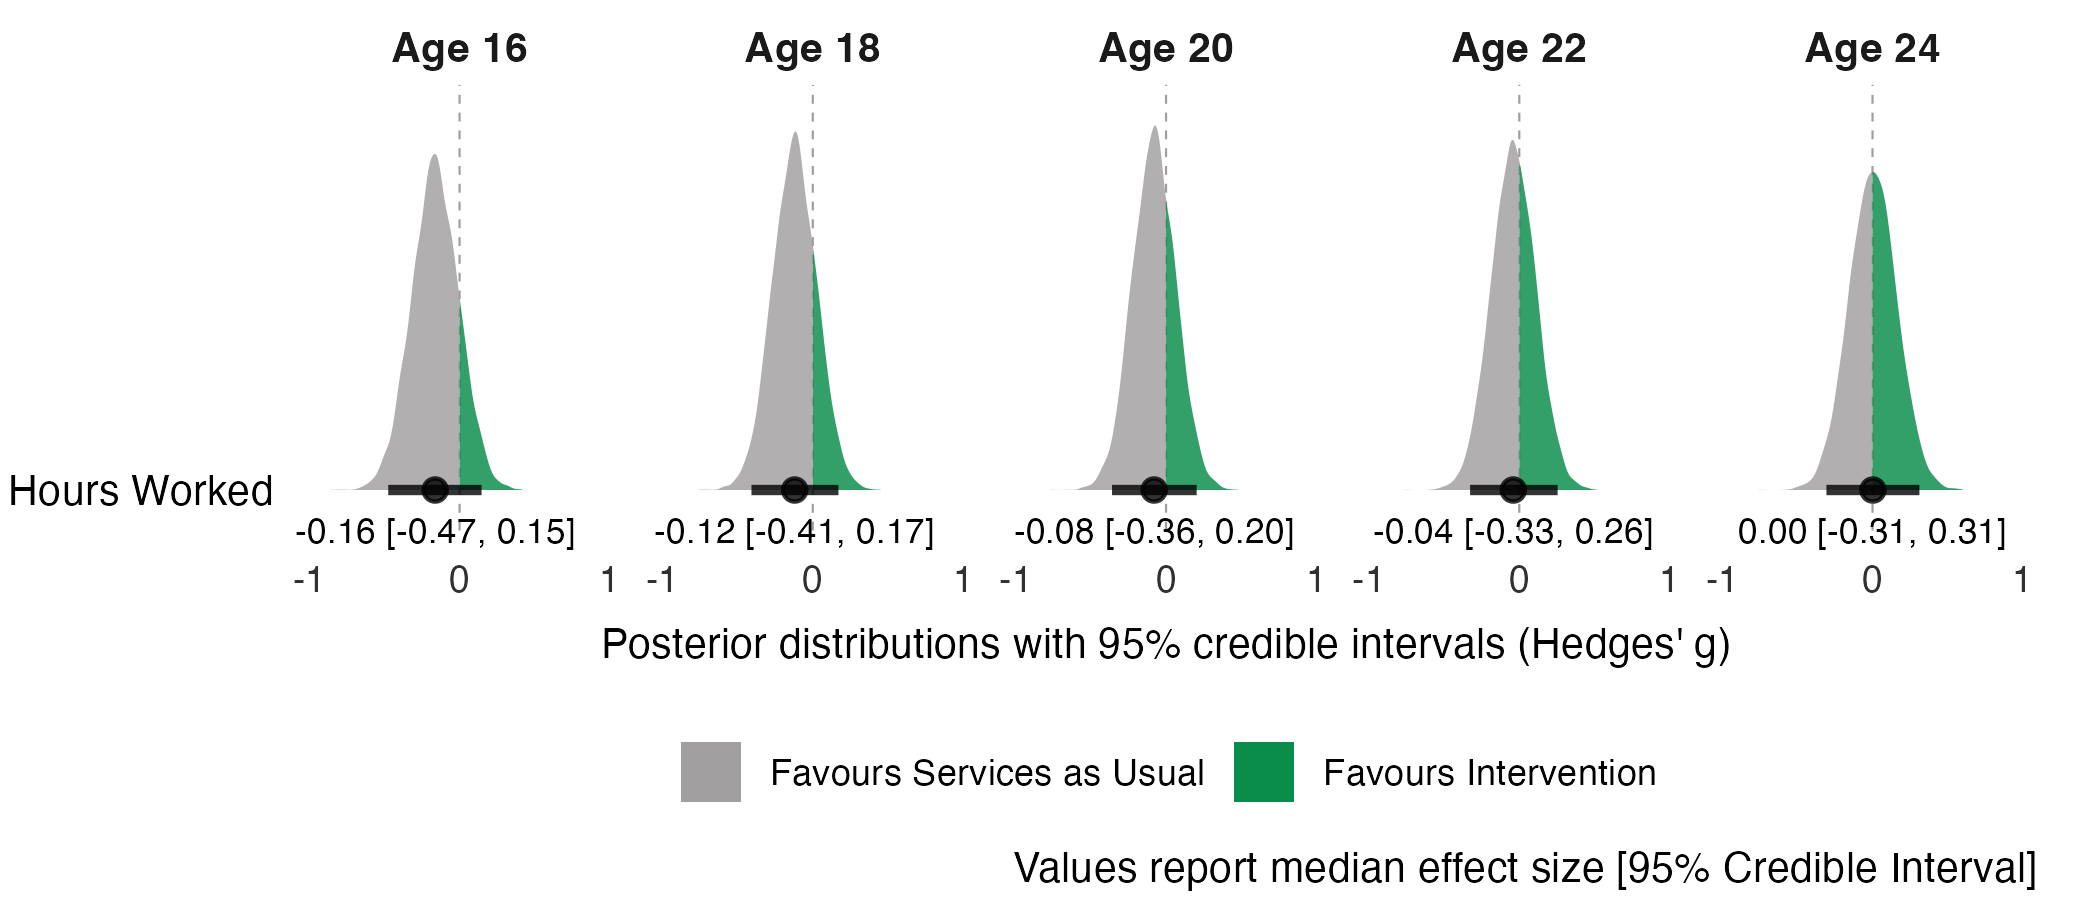 Age 16 Age 18 Age 20 Age 22 Age 24
Hours Worked
-0.16 [-0.47, 0.15] -0.12 [-0.41, 0.17] -0.08 [-0.36, 0.20] -0.04 [-0.33, 0.26] 0.00 [-0.31, 0.31]
-1 0 1 -1 0 1 -1 0 1 -1 0 1 -1 0 1
Posterior distributions with 95% credible intervals (Hedges' g)
Favours Services as Usual Favours Intervention
Values report median effect size [95% Credible Interval]